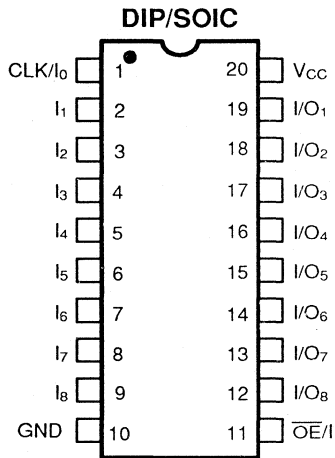 DIP/SOIC
CLK/I₀ 1 20 VCC
I₁ 2 19 I/O₁
I₂ 3 18 I/O₂
I₃ 4 17 I/O₃
I₄ 5 16 I/O₄
I₅ 6 15 I/O₅
I₆ 7 14 I/O₆
I₇ 8 13 I/O₇
I₈ 9 12 I/O₈
GND 10 11 O̅E̅/I